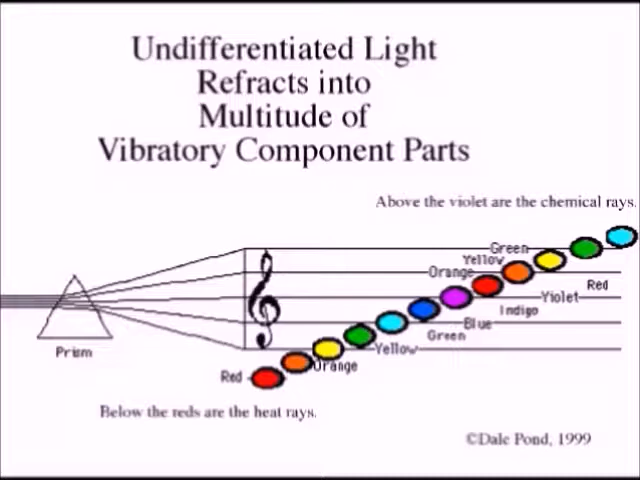 Undifferentiated Light
Refracts into
Multitude of
Vibratory Component Parts
Above the violet are the chemical rays.
Green
Yellow
Orange
Red
Violet
Indigo
Blue
Green
Yellow
Prism
Orange
Red
Below the reds are the heat rays.
©Dale Pond, 1999